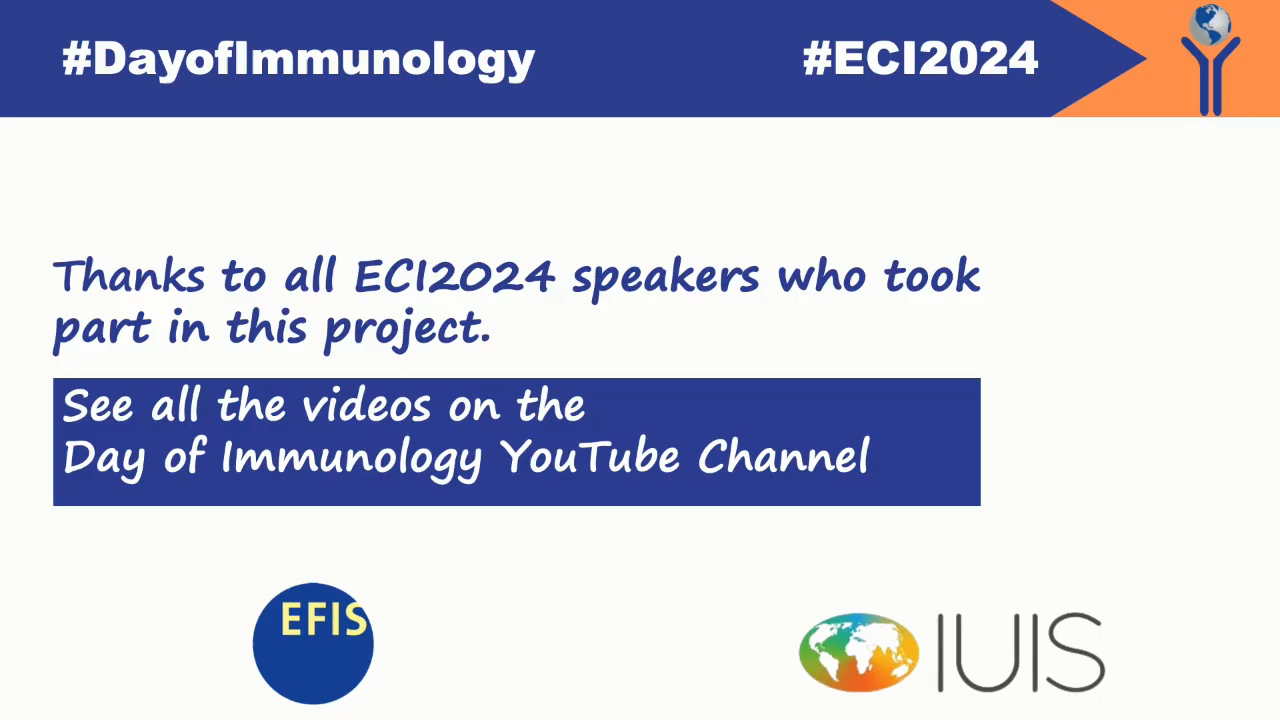 #DayofImmunology #ECI2024
Thanks to all ECI2024 speakers who took
part in this project.
See all the videos on the
Day of Immunology YouTube Channel
EFIS
IUIS